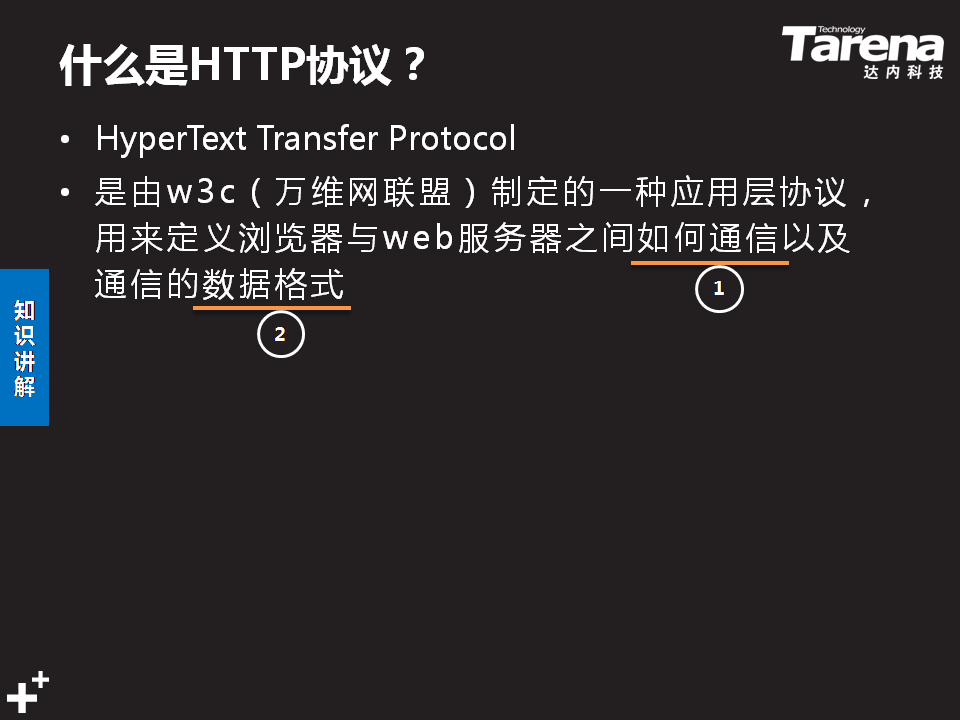 什么是HTTP协议？
Technology
Tarena
达内科技
• HyperText Transfer Protocol
• 是由w3c（万维网联盟）制定的一种应用层协议，
用来定义浏览器与web服务器之间如何通信以及
通信的数据格式
1
2
知识讲解